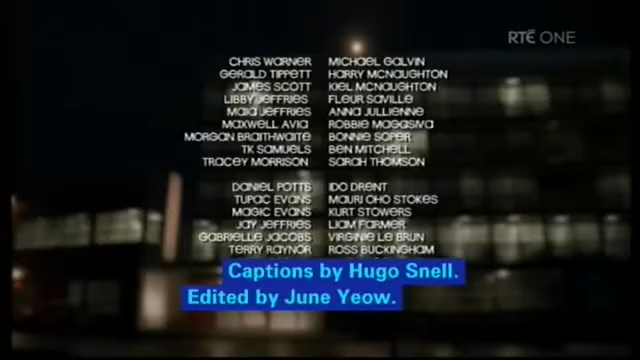 RTÉ ONE
CHRIS WARNER MICHAEL GALVIN
GERALD TIPPETT HARRY MCNAUGHTON
JAMES SCOTT KIEL MCNAUGHTON
LIBBY JEFFRIES FLEUR SAVILLE
MAIA JEFFRIES ANNA JULLIENNE
MAXWELL AVIA ROBBIE MAGASIVA
MORGAN BRAITHWAITE BONNIE SOPER
TK SAMUELS BEN MITCHELL
TRACEY MORRISON SARAH THOMSON
DANIEL POTTS IDO DRENT
TUPAC EVANS MAURI OHO STOKES
MAGIC EVANS KURT STOWERS
JAY JEFFRIES LIAM FARMER
GABRIELLE JACOBS VIRGINIE LE BRUN
TERRY RAYNOR ROSS BUCKINGHAM
Captions by Hugo Snell.
Edited by June Yeow.